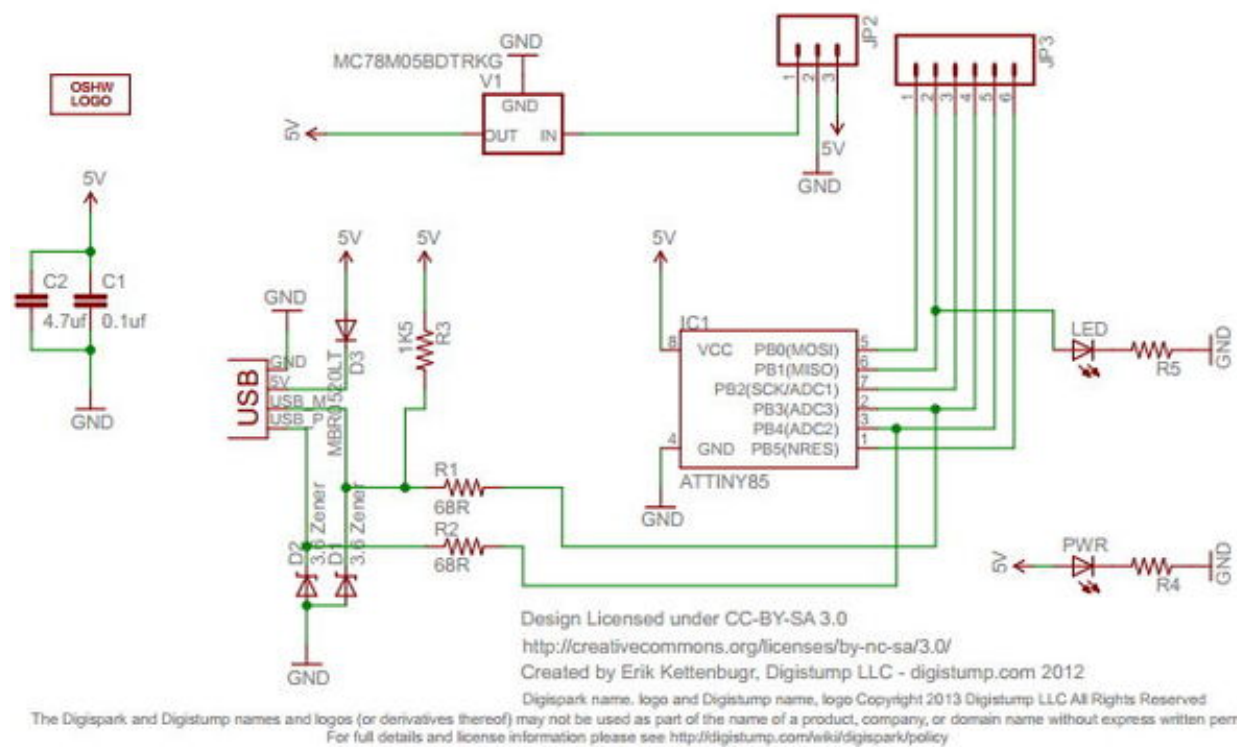 GND
MC78M05BDTRKG
V1
GND
OUT
IN
5V
JP2
1
2
3
5V
GND
JP3
1
2
3
4
5
6
OSHW
LOGO
5V
C2
C1
4.7uf
0.1uf
GND
GND
5V
5V
1K5
R3
D3
MBR0520LT
USB
GND
5V
USB_M
USB_P
D2
3.6 Zener
D1
3.6 Zener
GND
R1
68R
R2
68R
5V
IC1
8
VCC
PB0(MOSI)
5
PB1(MISO)
6
PB2(SCK/ADC1)
7
PB3(ADC3)
2
PB4(ADC2)
3
4
GND
PB5(NRES)
1
ATTINY85
GND
LED
R5
GND
5V
PWR
R4
GND
Design Licensed under CC-BY-SA 3.0
http://creativecommons.org/licenses/by-nc-sa/3.0/
Created by Erik Kettenbugr, Digistump LLC - digistump.com 2012
Digispark name, logo and Digistump name, logo Copyright 2013 Digistump LLC All Rights Reserved
The Digispark and Digistump names and logos (or derivatives thereof) may not be used as part of the name of a product, company, or domain name without express written perm
For full details and license information please see http://digistump.com/wiki/digispark/policy